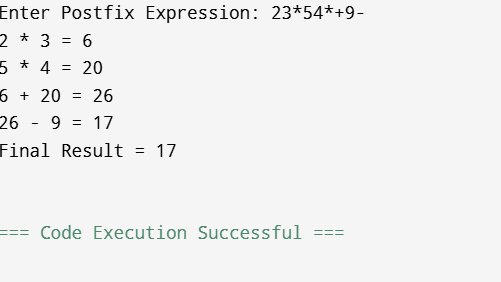 Enter Postfix Expression: 23*54*+9-
2 * 3 = 6
5 * 4 = 20
6 + 20 = 26
26 - 9 = 17
Final Result = 17
=== Code Execution Successful ===